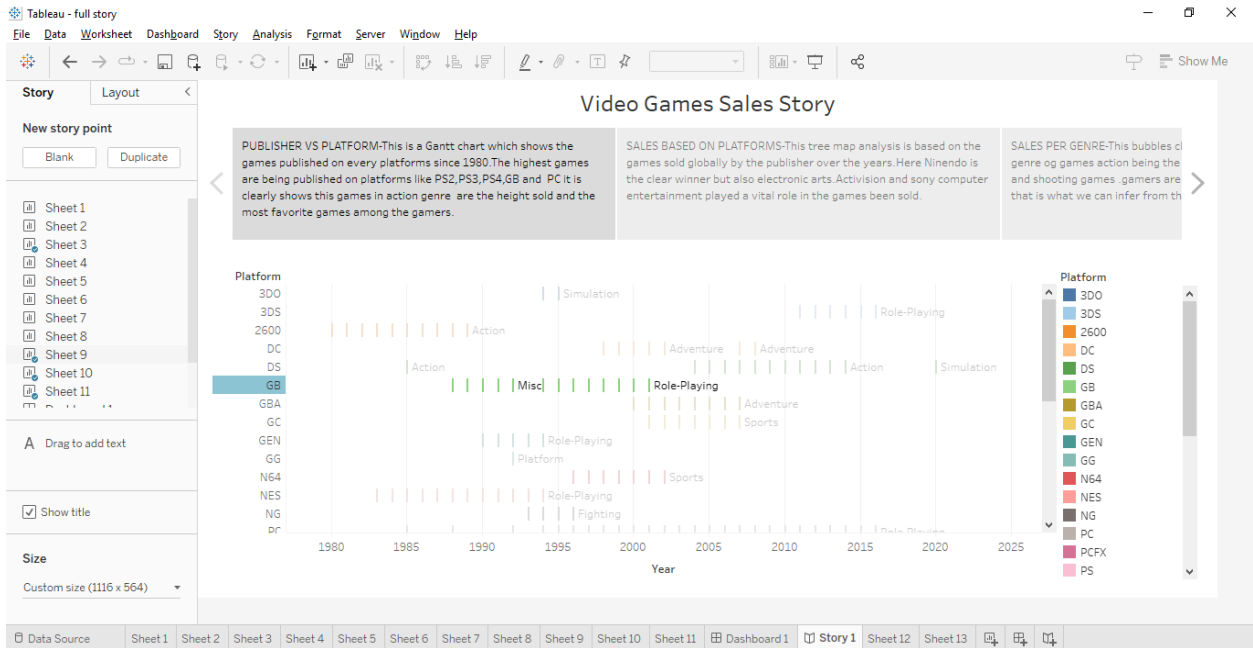 Tableau - full story
File Data Worksheet Dashboard Story Analysis Format Server Window Help
Show Me
Story Layout
New story point
Blank Duplicate
Sheet 1
Sheet 2
Sheet 3
Sheet 4
Sheet 5
Sheet 6
Sheet 7
Sheet 8
Sheet 9
Sheet 10
Sheet 11
A Drag to add text
Show title
Size
Custom size (1116 x 564)
Video Games Sales Story
PUBLISHER VS PLATFORM-This is a Gantt chart which shows the
games published on every platforms since 1980.The highest games
are being published on platforms like PS2,PS3,PS4,GB and PC it is
clearly shows this games in action genre are the height sold and the
most favorite games among the gamers.
SALES BASED ON PLATFORMS-This tree map analysis is based on the
games sold globally by the publisher over the years.Here Ninendo is
the clear winner but also electronic arts.Activision and sony computer
entertainment played a vital role in the games been sold.
SALES PER GENRE-This bubbles
genre og games action being the
and shooting games .gamers are
that is what we can infer from
Platform
3DO Simulation
3DS Role-Playing
2600 Action
DC Adventure Adventure
DS Action Action Simulation
GB Misc Role-Playing
GBA Adventure
GC Sports
GEN Role-Playing
GG Platform
N64 Sports
NES Role-Playing
NG Fighting
PC Role-Playing
1980 1985 1990 1995 2000 2005 2010 2015 2020 2025
Year
Platform
3DO
3DS
2600
DC
DS
GB
GBA
GC
GEN
GG
N64
NES
NG
PC
PCFX
PS
Data Source Sheet 1 Sheet 2 Sheet 3 Sheet 4 Sheet 5 Sheet 6 Sheet 7 Sheet 8 Sheet 9 Sheet 10 Sheet 11 Dashboard 1 Story 1 Sheet 12 Sheet 13